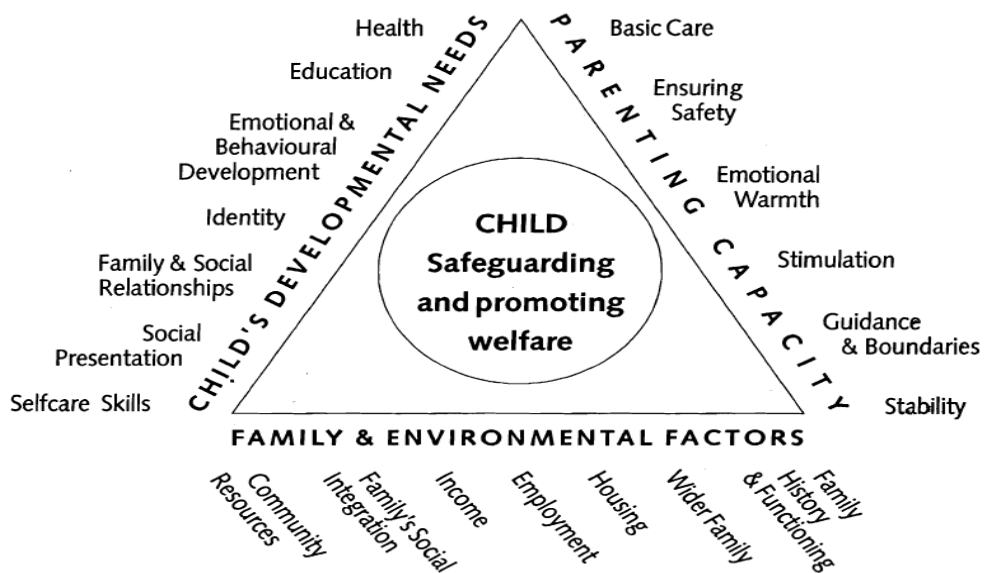 Health
Education
Emotional &
Behavioural
Development
Identity
Family & Social
Relationships
Social
Presentation
Selfcare Skills
CHILD'S DEVELOPMENTAL NEEDS
PARENTING CAPACITY
Basic Care
Ensuring
Safety
Emotional
Warmth
Stimulation
Guidance
& Boundaries
Stability
CHILD
Safeguarding
and promoting
welfare
FAMILY & ENVIRONMENTAL FACTORS
Community
Resources
Family's Social
Integration
Income
Employment
Housing
Wider Family
Family
History
& Functioning